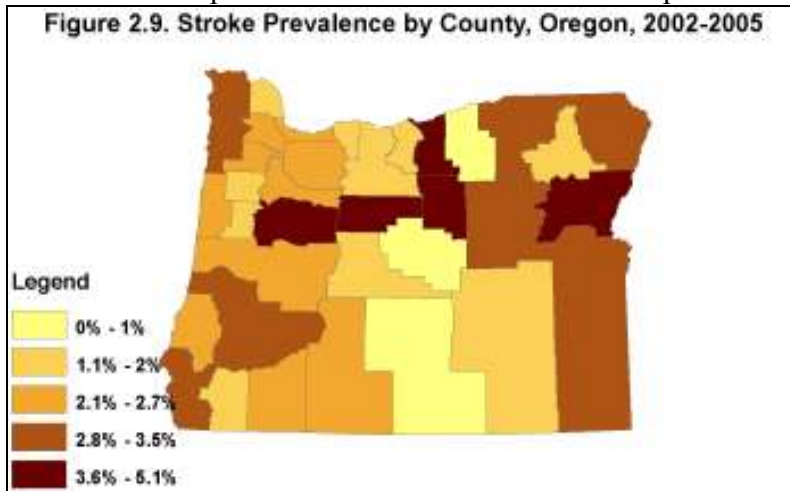 Figure 2.9. Stroke Prevalence by County, Oregon, 2002-2005
Legend
0% - 1%
1.1% - 2%
2.1% - 2.7%
2.8% - 3.5%
3.6% - 5.1%